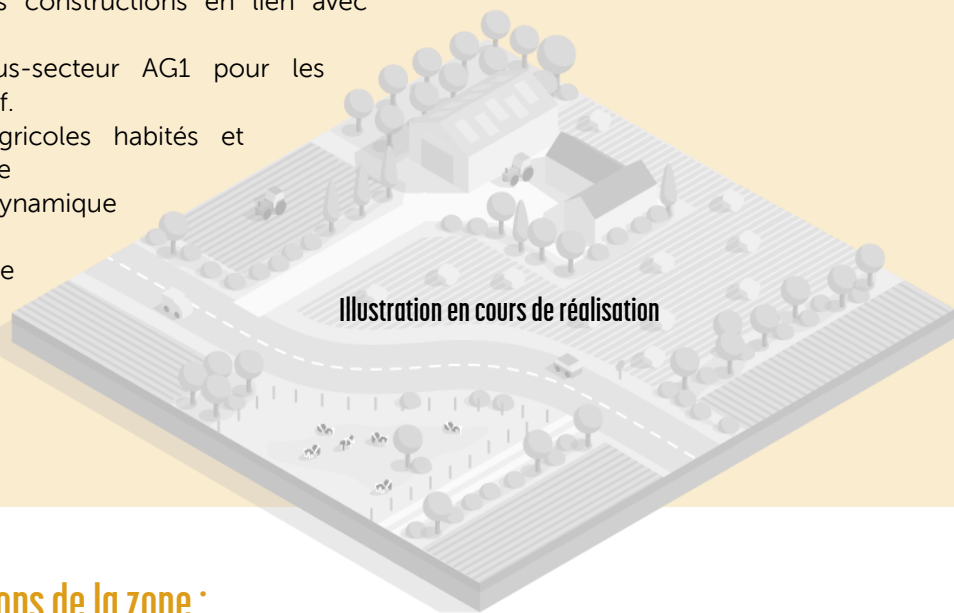 constructions en lien avec
us-secteur AG1 pour les
f.
gricoles habités et
e
ynamique
e
Illustration en cours de réalisation
ons de la zone :